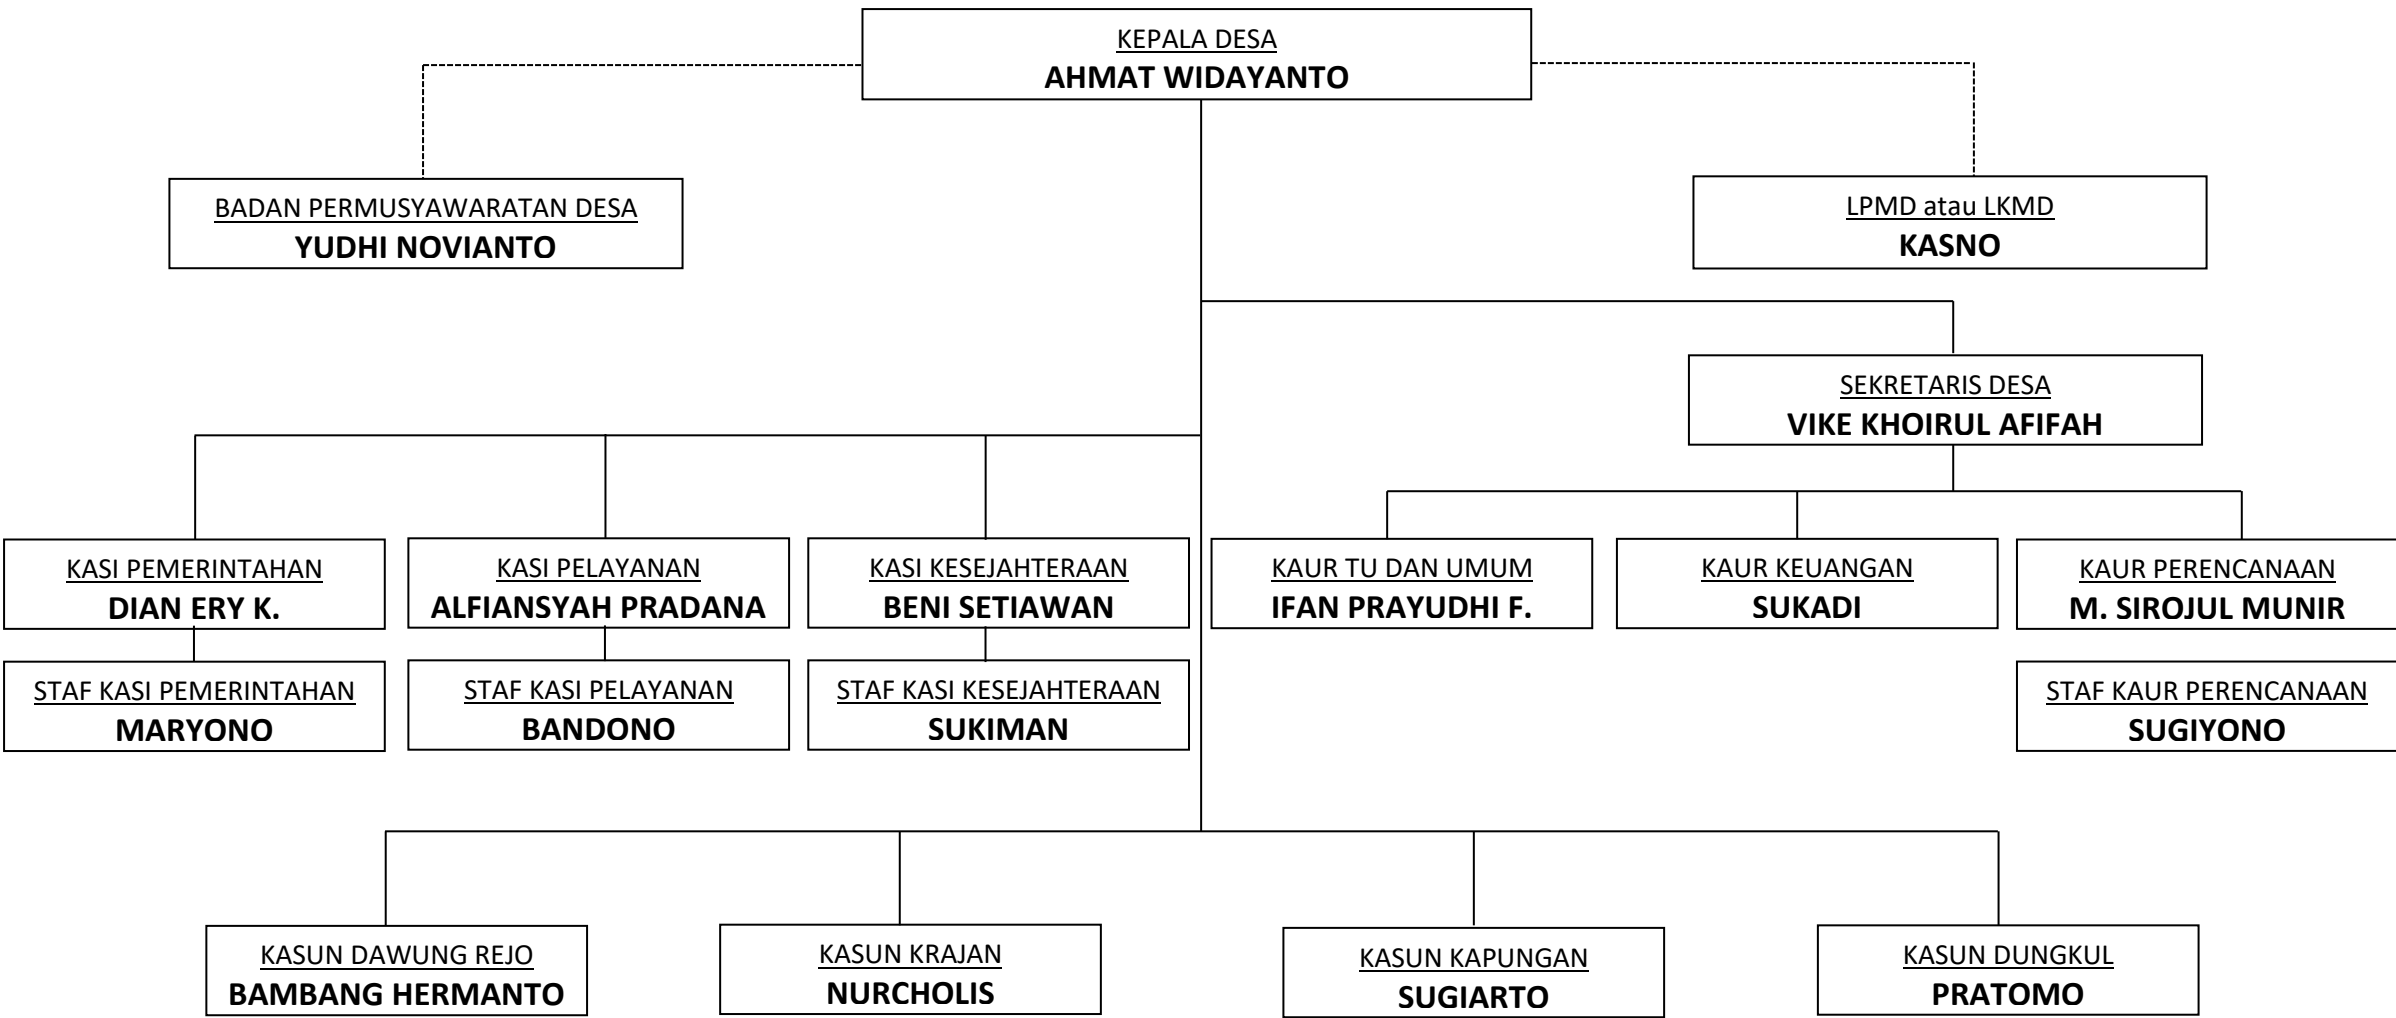 KEPALA DESA
AHMAT WIDAYANTO
BADAN PERMUSYAWARATAN DESA
YUDHI NOVIANTO
LPMD atau LKMD
KASNO
SEKRETARIS DESA
VIKE KHOIRUL AFIFAH
KASI PEMERINTAHAN
DIAN ERY K.
KASI PELAYANAN
ALFIANSYAH PRADANA
KASI KESEJAHTERAAN
BENI SETIAWAN
KAUR TU DAN UMUM
IFAN PRAYUDHI F.
KAUR KEUANGAN
SUKADI
KAUR PERENCANAAN
M. SIROJUL MUNIR
STAF KASI PEMERINTAHAN
MARYONO
STAF KASI PELAYANAN
BANDONO
STAF KASI KESEJAHTERAAN
SUKIMAN
STAF KAUR PERENCANAAN
SUGIYONO
KASUN DAWUNG REJO
BAMBANG HERMANTO
KASUN KRAJAN
NURCHOLIS
KASUN KAPUNGAN
SUGIARTO
KASUN DUNGKUL
PRATOMO